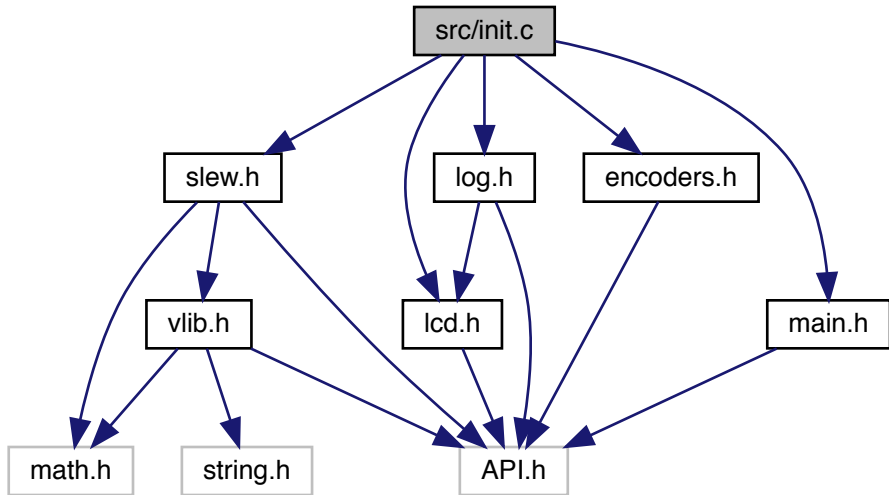 src/init.c
slew.h
log.h
encoders.h
vlib.h
lcd.h
main.h
math.h
string.h
API.h